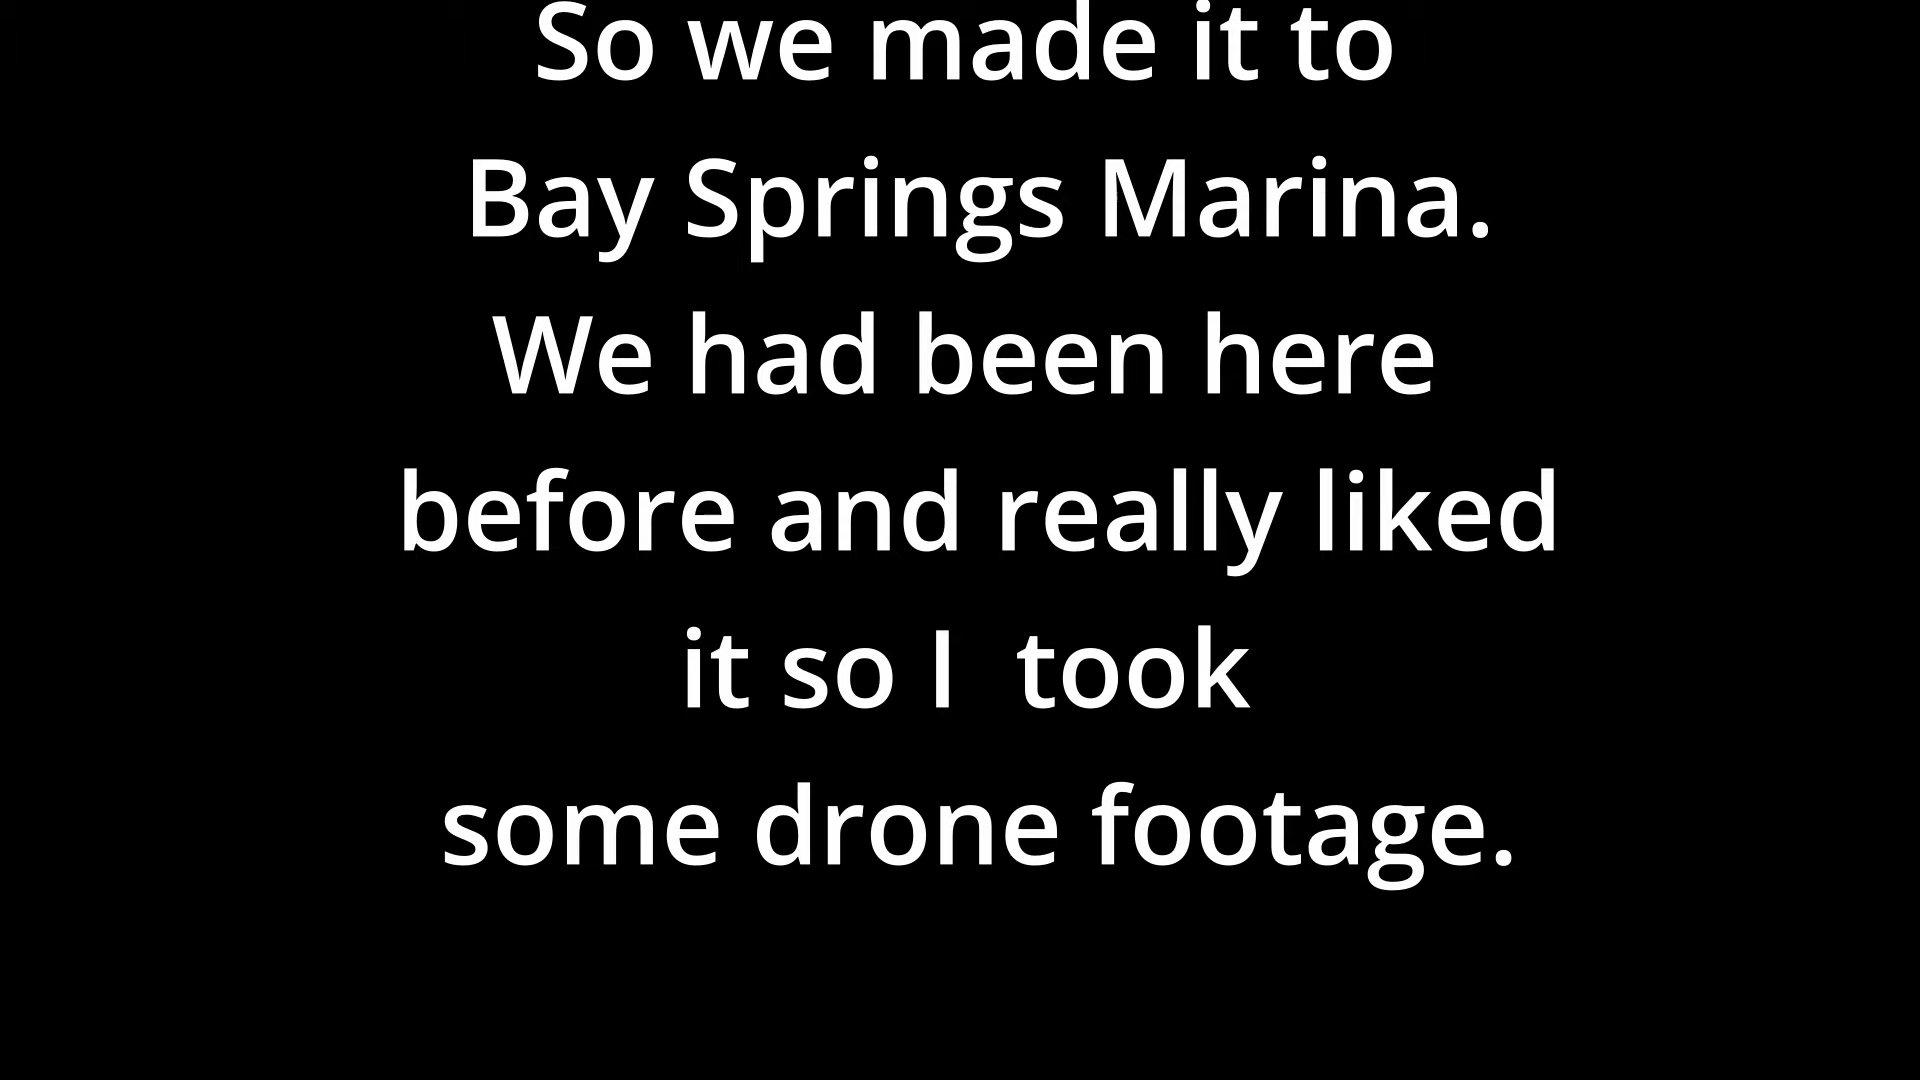 So we made it to
Bay Springs Marina.
We had been here
before and really liked
it so I  took
some drone footage.